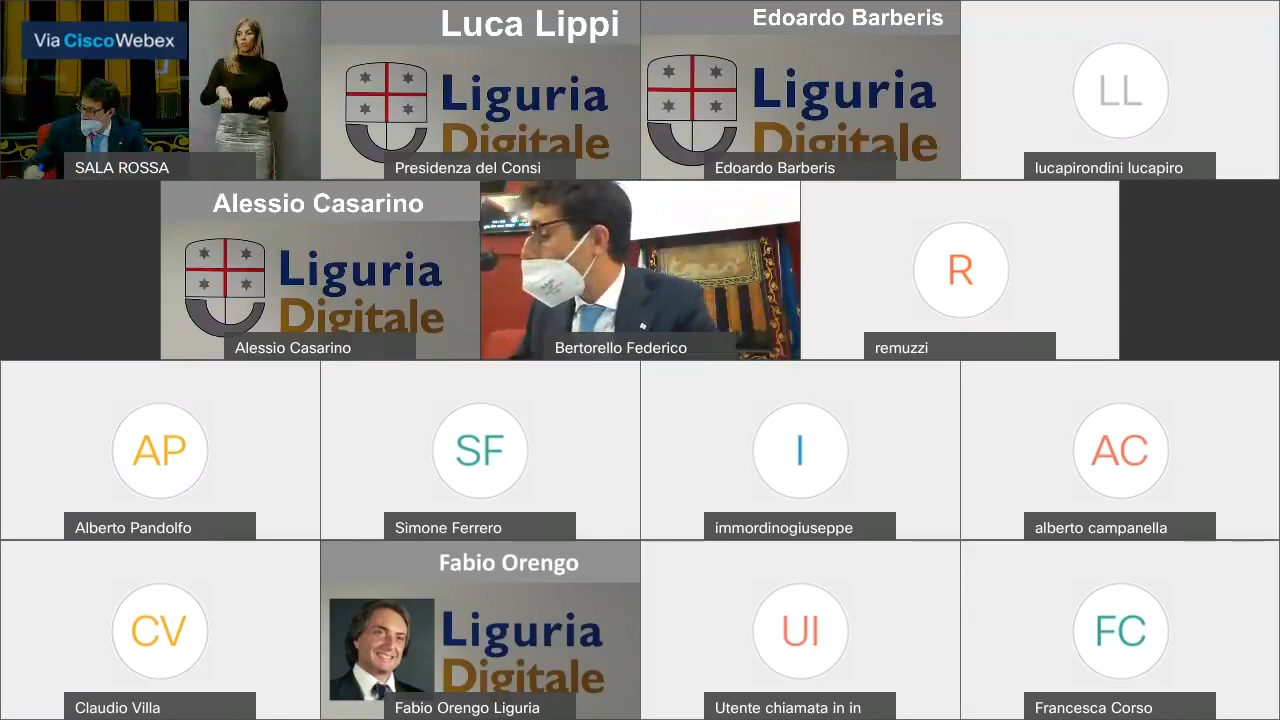 Via Cisco Webex
SALA ROSSA
Luca Lippi
Liguria
Digitale
Presidenza del Consi
Edoardo Barberis
Liguria
Digitale
Edoardo Barberis
LL
lucapirondini lucapiro
Alessio Casarino
Liguria
Digitale
Alessio Casarino
Bertorello Federico
R
remuzzi
AP
Alberto Pandolfo
SF
Simone Ferrero
I
immordinogiuseppe
AC
alberto campanella
CV
Claudio Villa
Fabio Orengo
Liguria
Digitale
Fabio Orengo Liguria
UI
Utente chiamata in in
FC
Francesca Corso